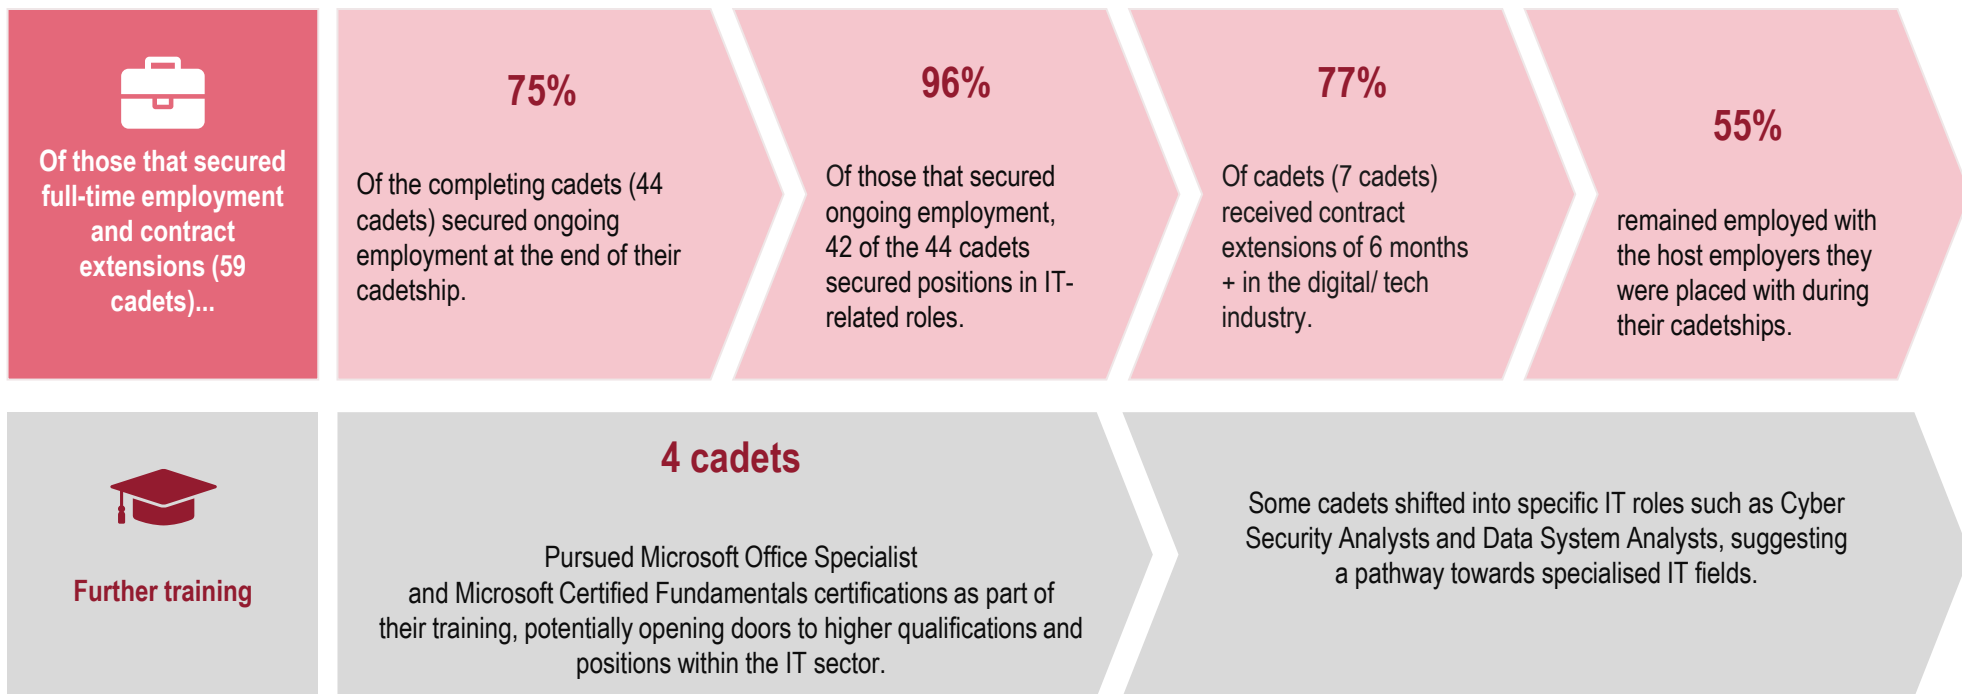 Of those that secured
full-time employment
and contract
extensions (59
cadets)...
75%
Of the completing cadets (44
cadets) secured ongoing
employment at the end of their
cadetship.
96%
Of those that secured
ongoing employment,
42 of the 44 cadets
secured positions in IT-
related roles.
77%
Of cadets (7 cadets)
received contract
extensions of 6 months
+ in the digital/ tech
industry.
55%
remained employed with
the host employers they
were placed with during
their cadetships.
Further training
4 cadets
Pursued Microsoft Office Specialist
and Microsoft Certified Fundamentals certifications as part of
their training, potentially opening doors to higher qualifications and
positions within the IT sector.
Some cadets shifted into specific IT roles such as Cyber
Security Analysts and Data System Analysts, suggesting
a pathway towards specialised IT fields.